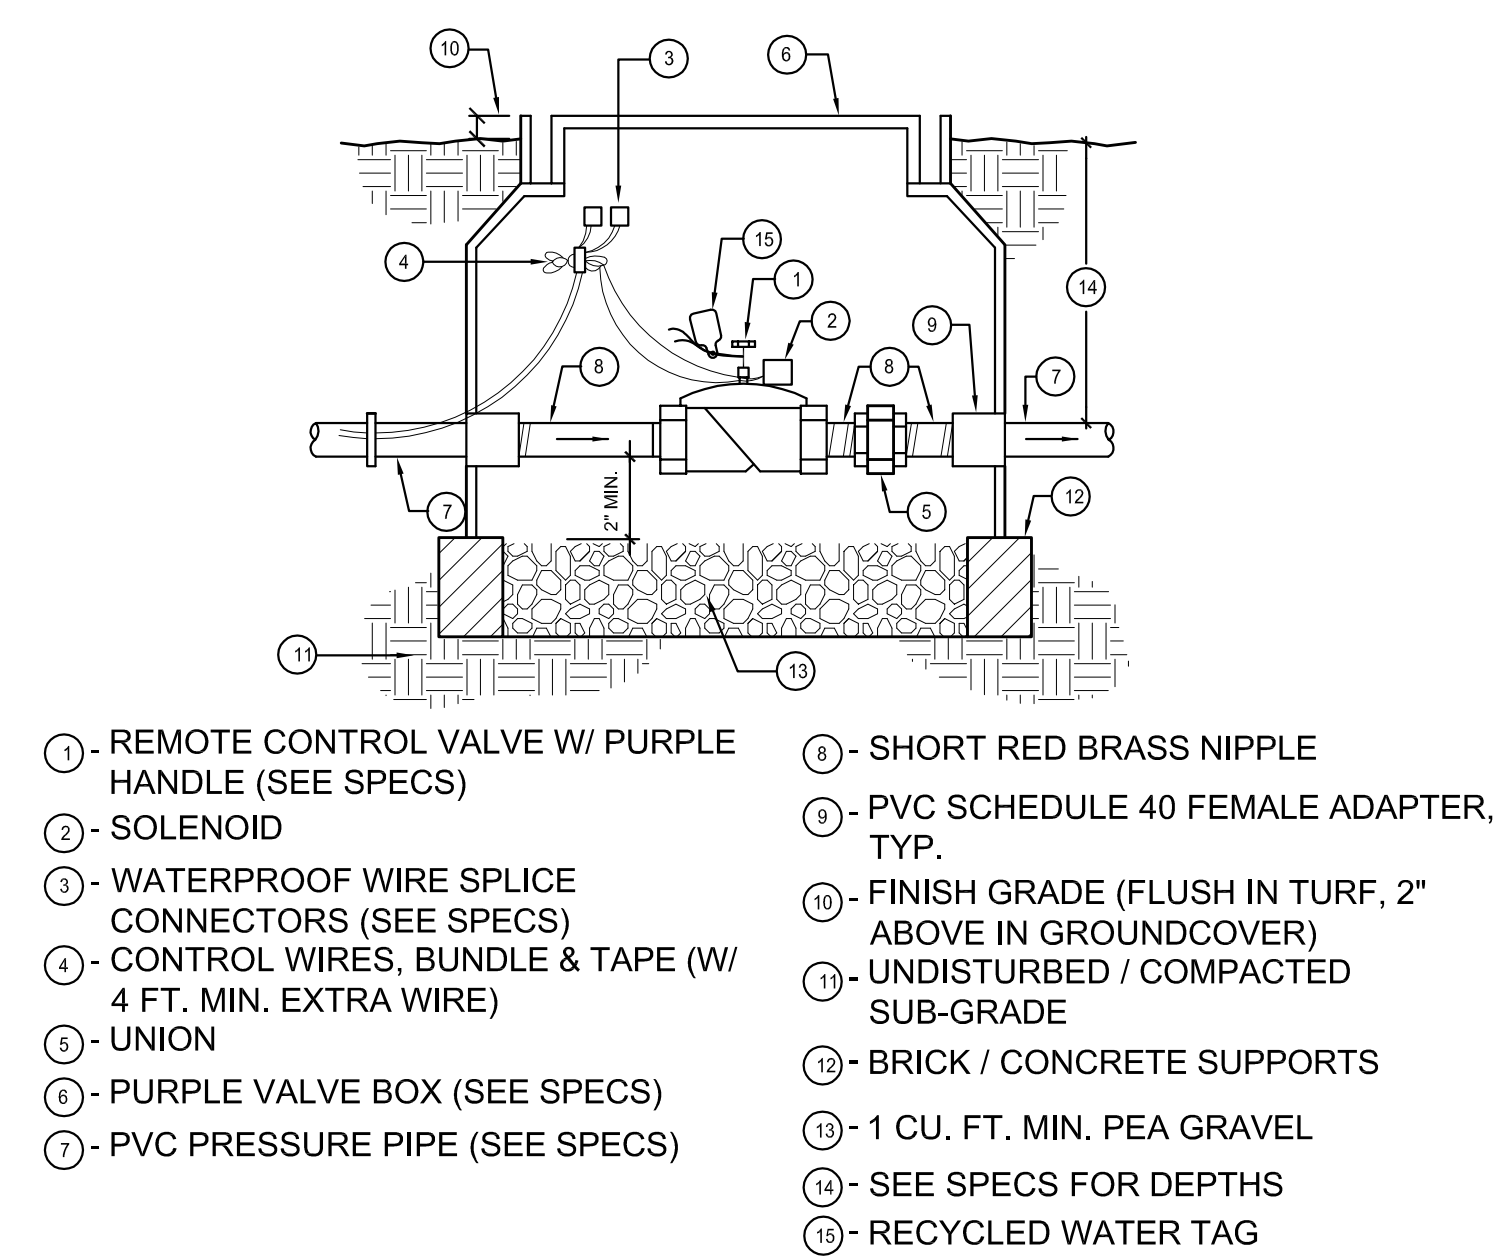 10
3
6
4
15
1
2
9
14
8
8
7
2" MIN.
7
5
12
11
13
1 - REMOTE CONTROL VALVE W/ PURPLE
HANDLE (SEE SPECS)
2 - SOLENOID
3 - WATERPROOF WIRE SPLICE
CONNECTORS (SEE SPECS)
4 - CONTROL WIRES, BUNDLE & TAPE (W/
4 FT. MIN. EXTRA WIRE)
5 - UNION
6 - PURPLE VALVE BOX (SEE SPECS)
7 - PVC PRESSURE PIPE (SEE SPECS)
8 - SHORT RED BRASS NIPPLE
9 - PVC SCHEDULE 40 FEMALE ADAPTER,
TYP.
10 - FINISH GRADE (FLUSH IN TURF, 2"
ABOVE IN GROUNDCOVER)
11 - UNDISTURBED / COMPACTED
SUB-GRADE
12 - BRICK / CONCRETE SUPPORTS
13 - 1 CU. FT. MIN. PEA GRAVEL
14 - SEE SPECS FOR DEPTHS
15 - RECYCLED WATER TAG